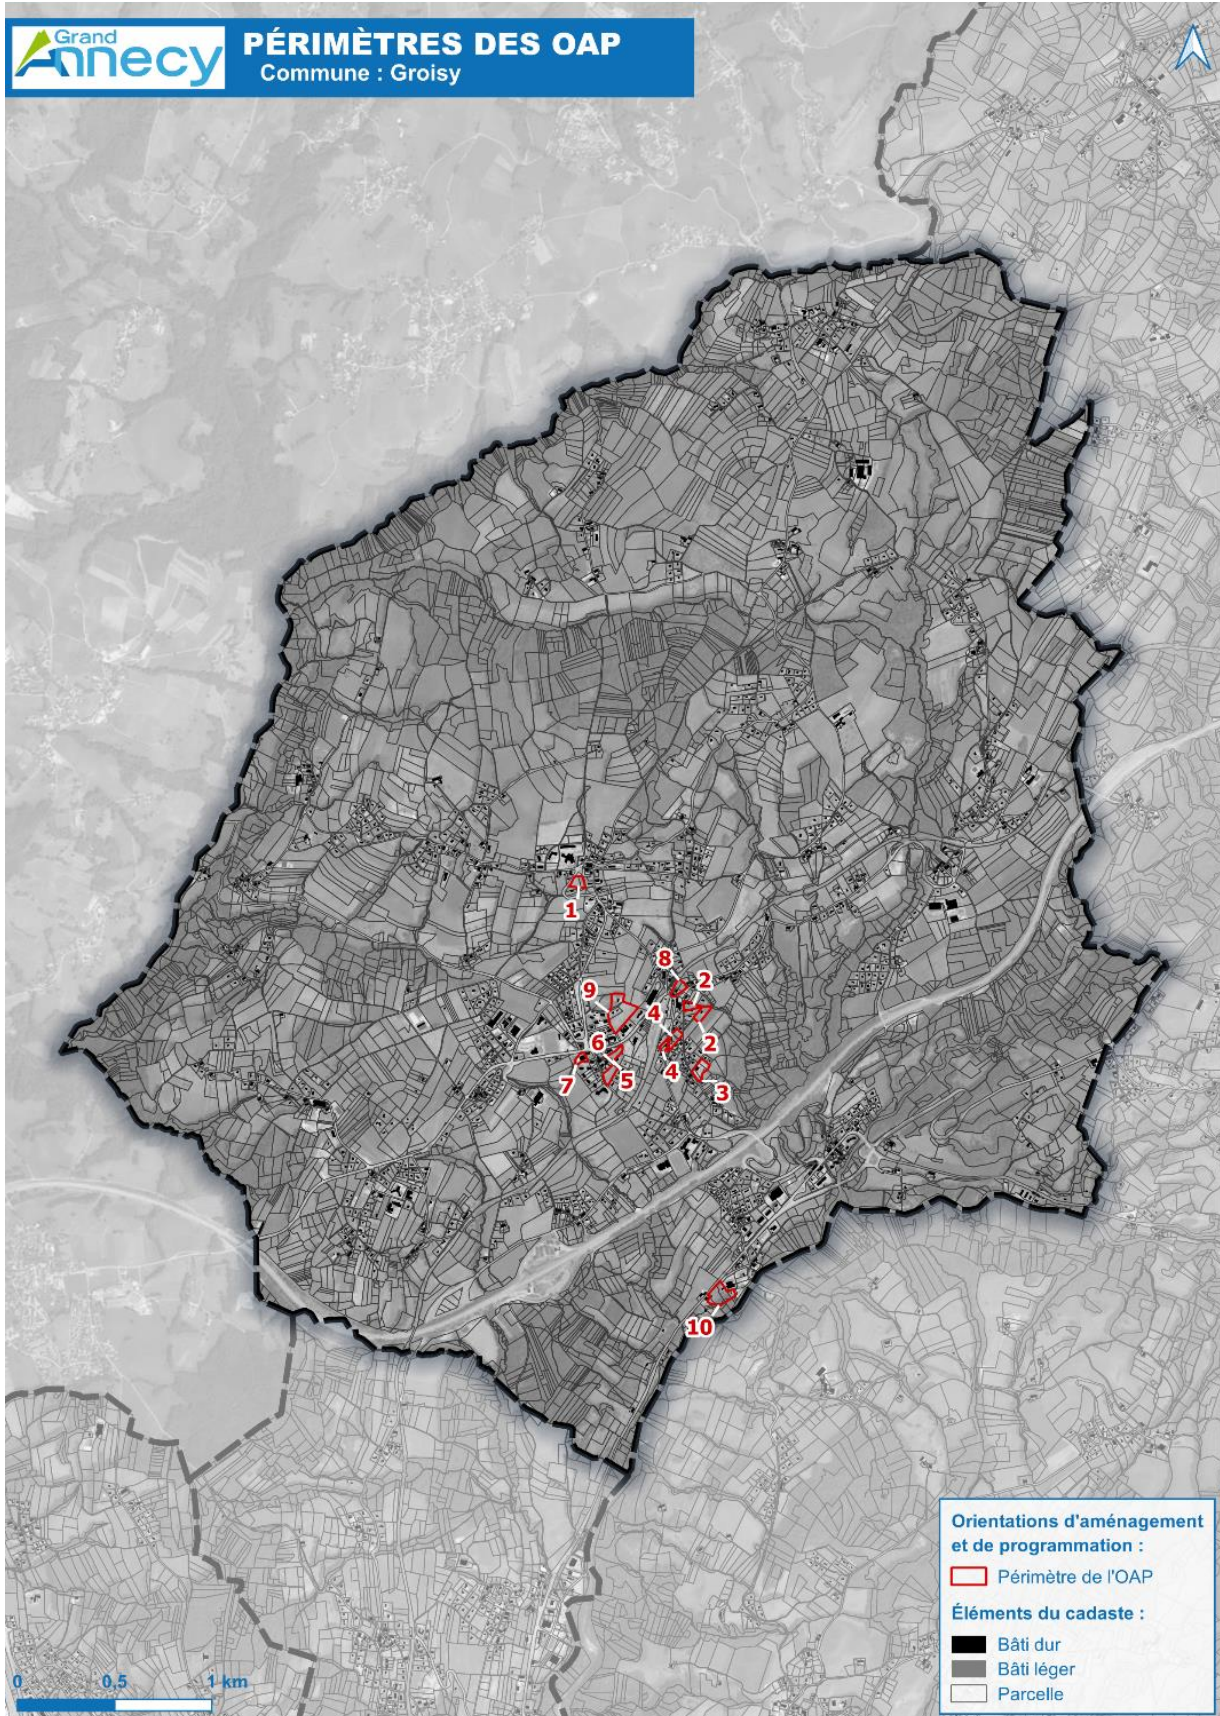 Grand
Annecy
PÉRIMÈTRES DES OAP
Commune : Groisy
1
8
2
9
4
6
2
7
5
4
3
10
Orientations d'aménagement
et de programmation :
Périmètre de l'OAP
Éléments du cadaste :
Bâti dur
Bâti léger
Parcelle
0 0.5 1 km